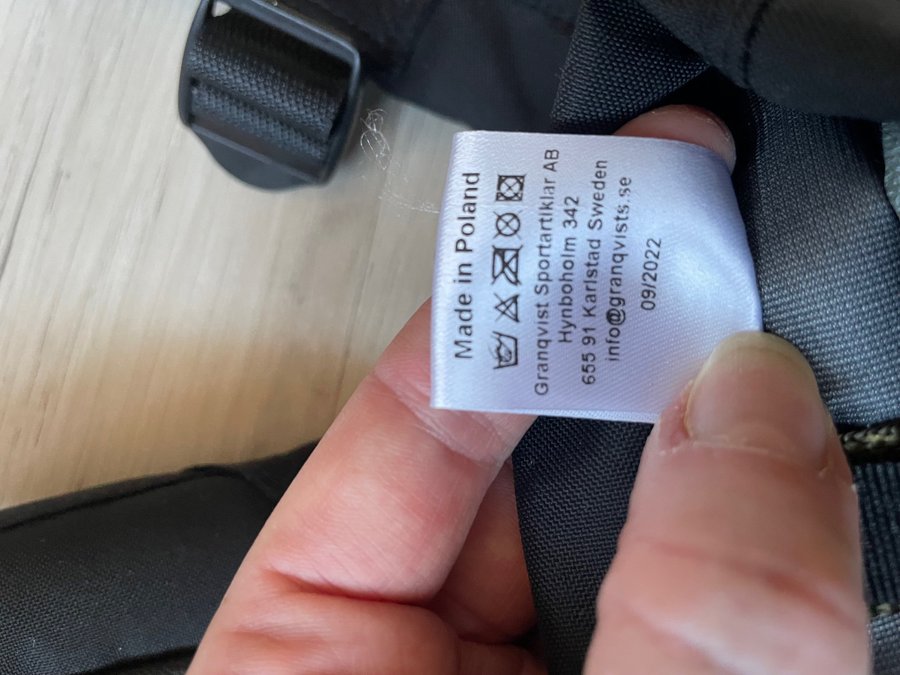 Made in Poland
Granqvist Sportartiklar AB
Hynboholm 342
655 91 Karlstad Sweden
info@granqvists.se
09/2022